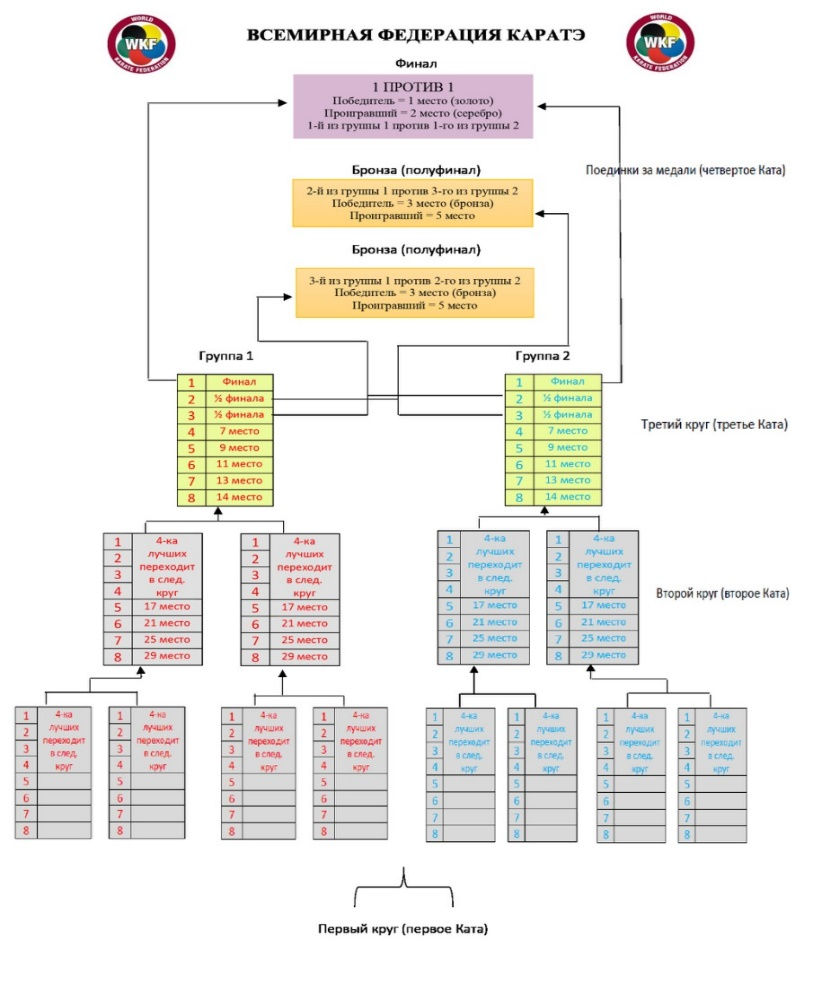 WORLD
WKF
KARATE FEDERATION
ВСЕМИРНАЯ ФЕДЕРАЦИЯ КАРАТЭ
WORLD
WKF
KARATE FEDERATION
Финал
1 ПРОТИВ 1
Победитель = 1 место (золото)
Проигравший = 2 место (серебро)
1-й из группы 1 против 1-го из группы 2
Бронза (полуфинал)
Поединки за медали (четвертое Ката)
2-й из группы 1 против 3-го из группы 2
Победитель = 3 место (бронза)
Проигравший = 5 место
Бронза (полуфинал)
3-й из группы 1 против 2-го из группы 2
Победитель = 3 место (бронза)
Проигравший = 5 место
Группа 1
1 Финал
2 ½ финала
3 ½ финала
4 7 место
5 9 место
6 11 место
7 13 место
8 14 место
Группа 2
1 Финал
2 ½ финала
3 ½ финала
4 7 место
5 9 место
6 11 место
7 13 место
8 14 место
Третий круг (третье Ката)
1 4-ка
2 лучших
3 переходит
в след.
4 круг
5 17 место
6 21 место
7 25 место
8 29 место
1 4-ка
2 лучших
3 переходит
в след.
4 круг
5 17 место
6 21 место
7 25 место
8 29 место
1 4-ка
2 лучших
3 переходит
в след.
4 круг
5 17 место
6 21 место
7 25 место
8 29 место
1 4-ка
2 лучших
3 переходит
в след.
4 круг
5 17 место
6 21 место
7 25 место
8 29 место
Второй круг (второе Ката)
1 4-ка
2 лучших
3 переходит
в след.
4 круг
5
6
7
8
1 4-ка
2 лучших
3 переходит
в след.
4 круг
5
6
7
8
1 4-ка
2 лучших
3 переходит
в след.
4 круг
5
6
7
8
1 4-ка
2 лучших
3 переходит
в след.
4 круг
5
6
7
8
1 4-ка
2 лучших
3 переходит
в след.
4 круг
5
6
7
8
1 4-ка
2 лучших
3 переходит
в след.
4 круг
5
6
7
8
1 4-ка
2 лучших
3 переходит
в след.
4 круг
5
6
7
8
1 4-ка
2 лучших
3 переходит
в след.
4 круг
5
6
7
8
Первый круг (первое Ката)